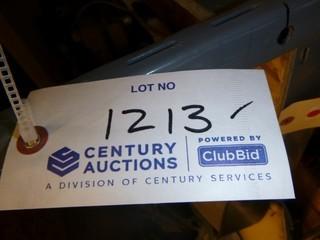 LOT NO
1213
CENTURY AUCTIONS
POWERED BY
ClubBid
A DIVISION OF CENTURY SERVICES